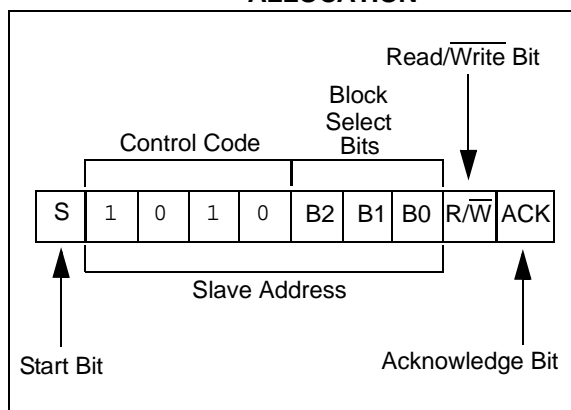 ALLOCATION
Read/Write Bit
Block
Select
Bits
Control Code
S 1 0 1 0 B2 B1 B0 R/W ACK
Slave Address
Start Bit
Acknowledge Bit